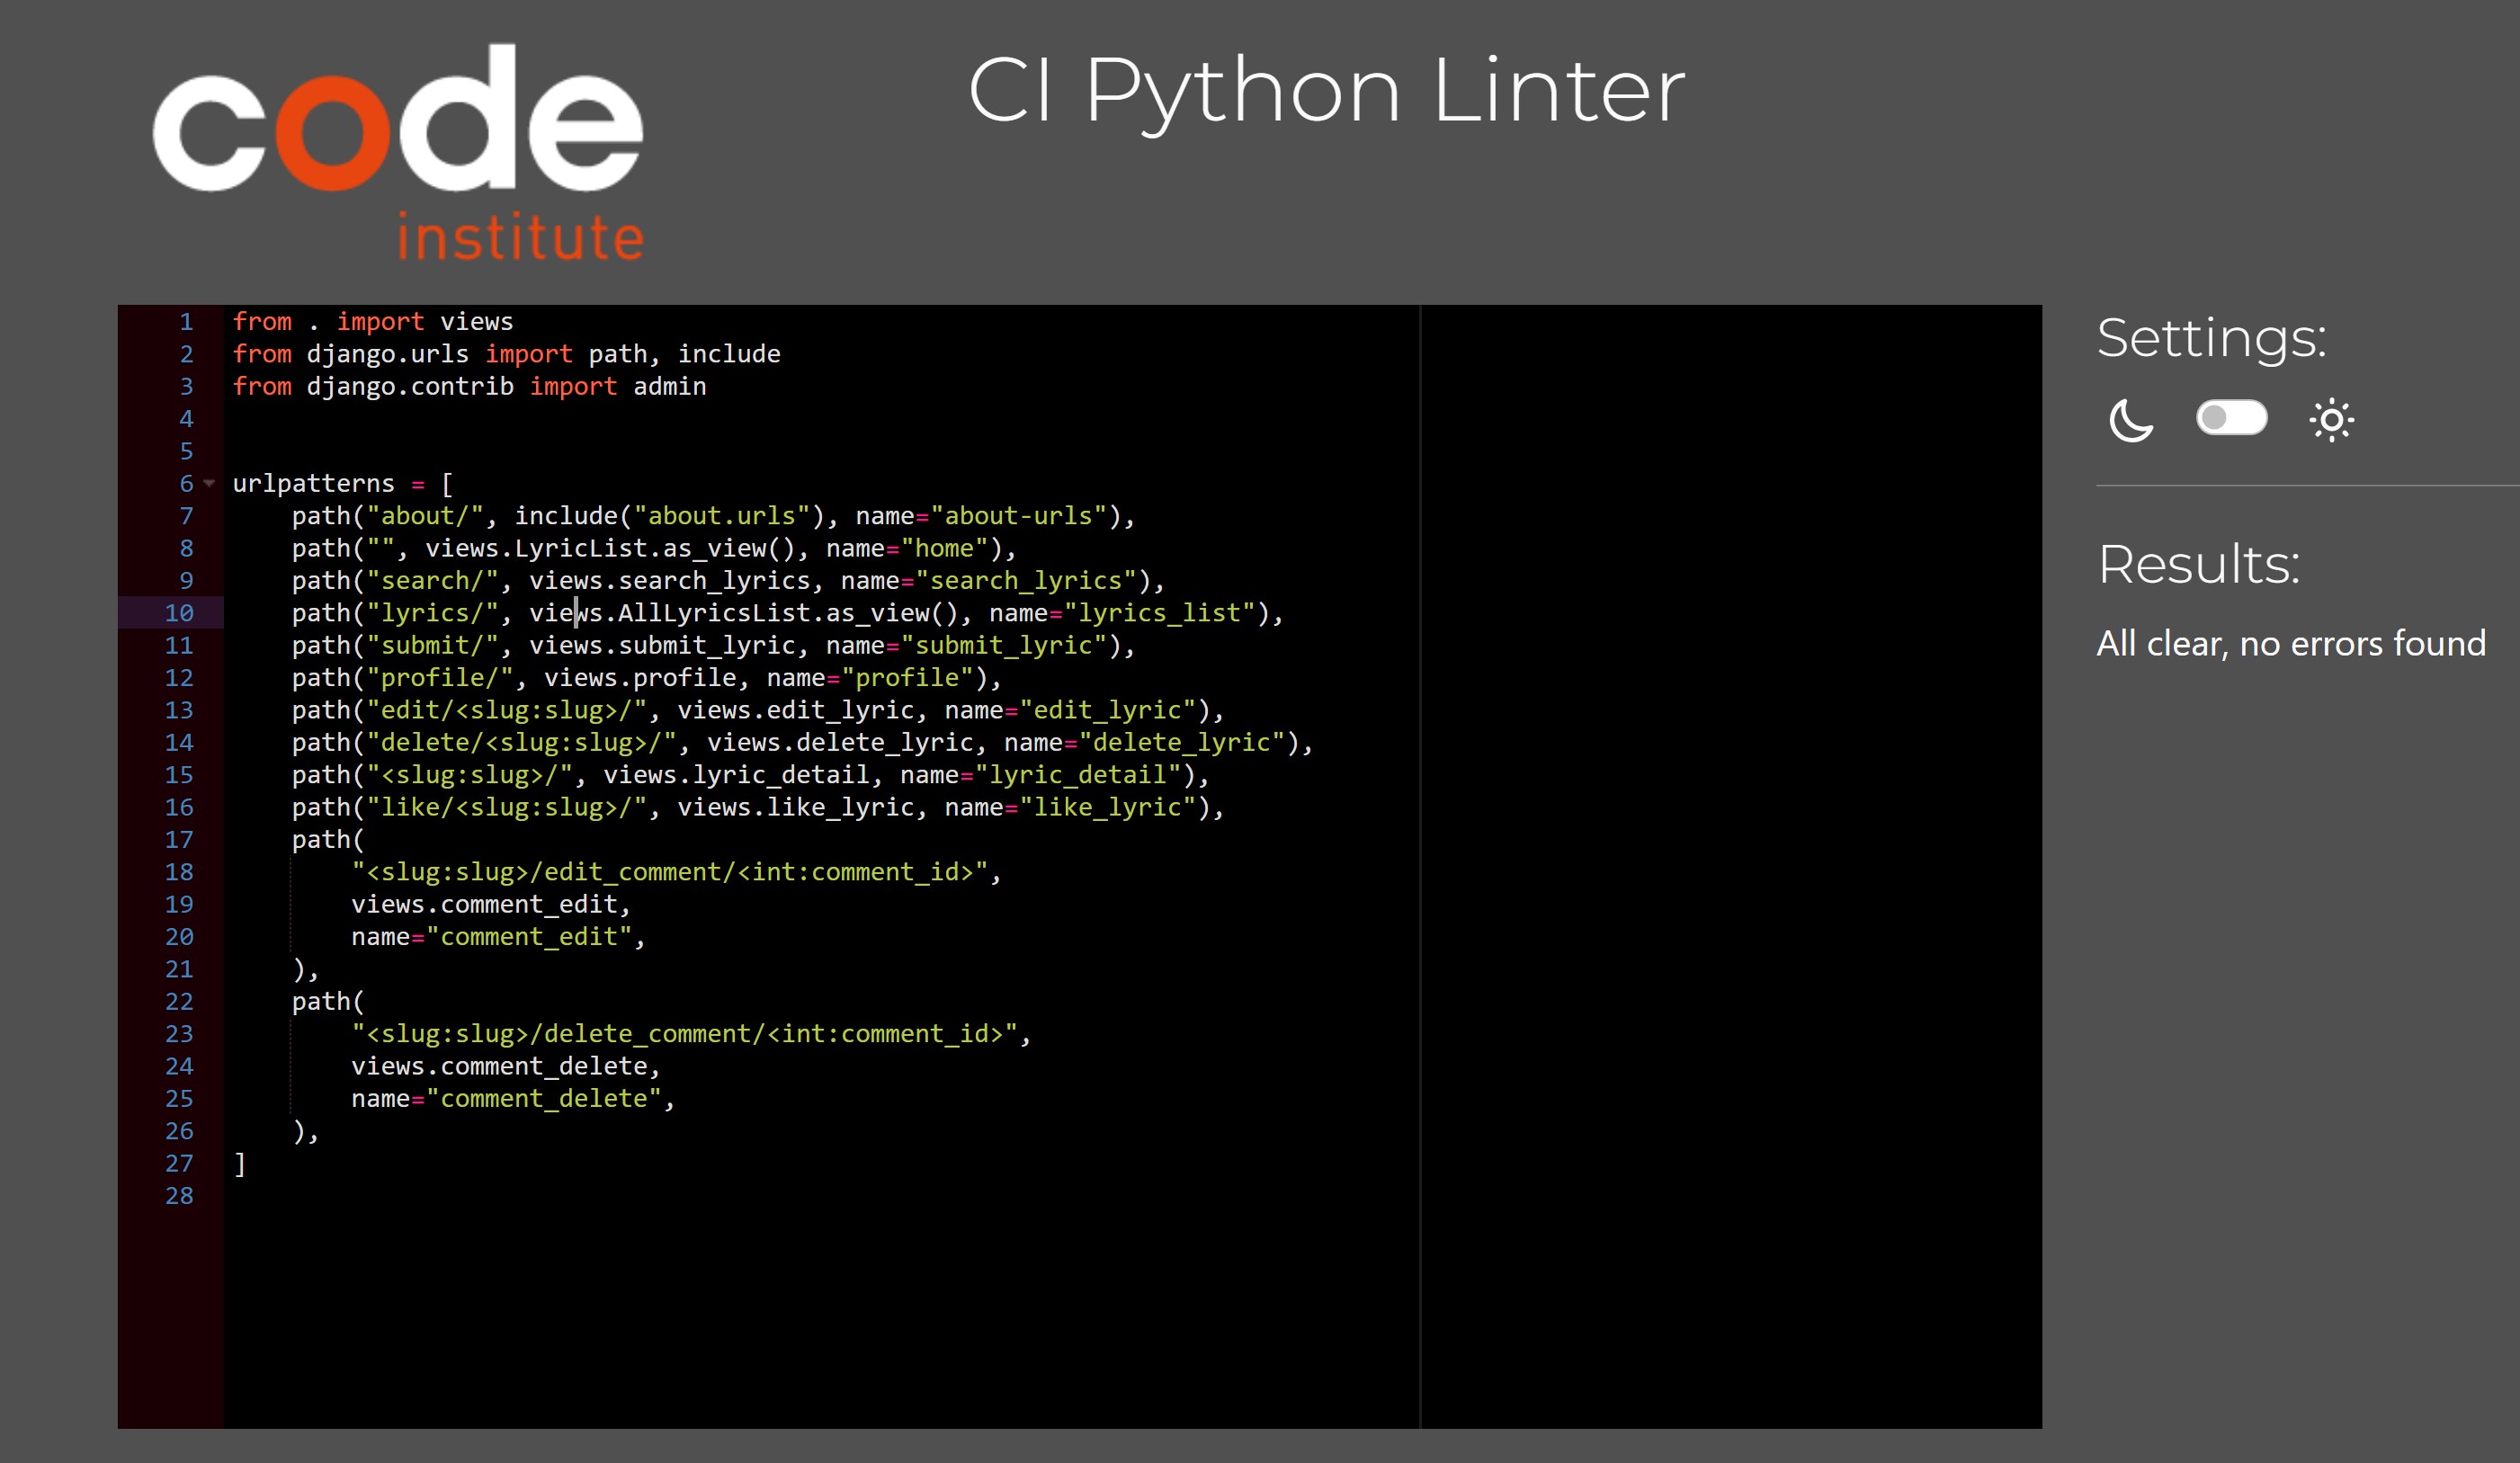 code
institute
CI Python Linter
1 from . import views
2 from django.urls import path, include
3 from django.contrib import admin
4
5
6 urlpatterns = [
7     path("about/", include("about.urls"), name="about-urls"),
8     path("", views.LyricList.as_view(), name="home"),
9     path("search/", views.search_lyrics, name="search_lyrics"),
10     path("lyrics/", views.AllLyricsList.as_view(), name="lyrics_list"),
11     path("submit/", views.submit_lyric, name="submit_lyric"),
12     path("profile/", views.profile, name="profile"),
13     path("edit/<slug:slug>/", views.edit_lyric, name="edit_lyric"),
14     path("delete/<slug:slug>/", views.delete_lyric, name="delete_lyric"),
15     path("<slug:slug>/", views.lyric_detail, name="lyric_detail"),
16     path("like/<slug:slug>/", views.like_lyric, name="like_lyric"),
17     path(
18         "<slug:slug>/edit_comment/<int:comment_id>",
19         views.comment_edit,
20         name="comment_edit",
21     ),
22     path(
23         "<slug:slug>/delete_comment/<int:comment_id>",
24         views.comment_delete,
25         name="comment_delete",
26     ),
27 ]
28
Settings:
Results:
All clear, no errors found